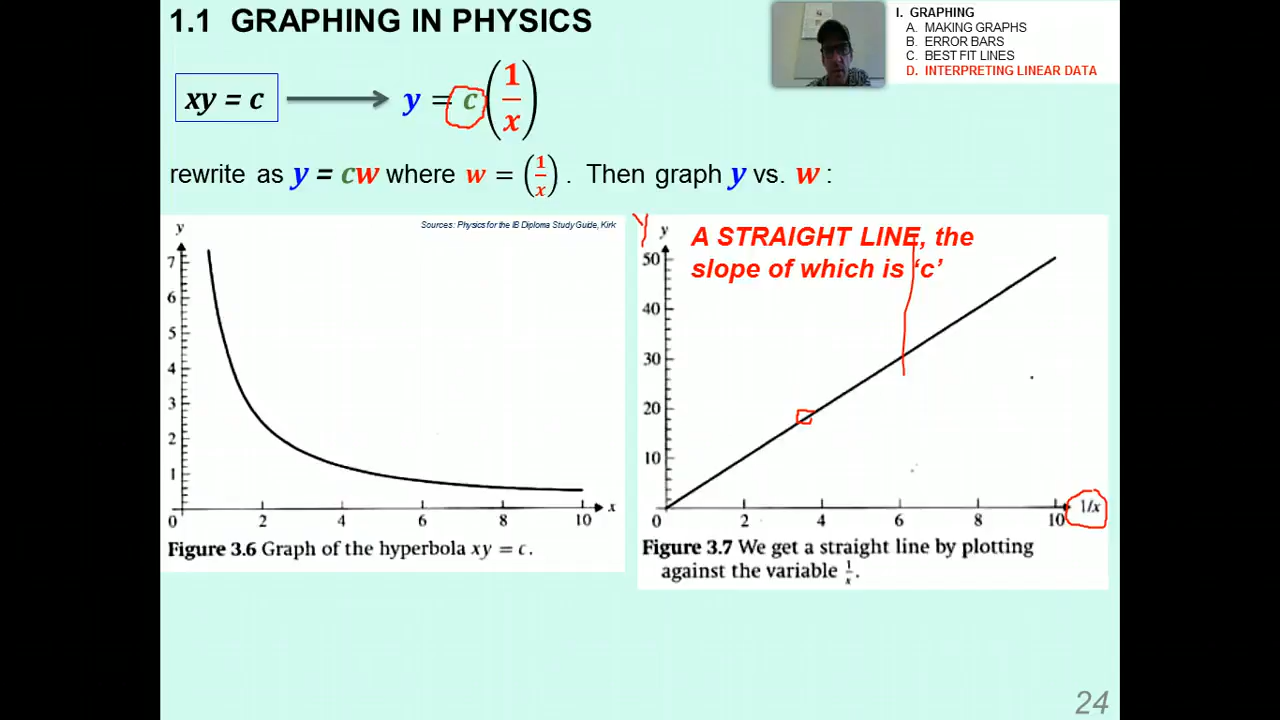 1.1 GRAPHING IN PHYSICS
I. GRAPHING
A. MAKING GRAPHS
B. ERROR BARS
C. BEST FIT LINES
D. INTERPRETING LINEAR DATA
xy = c y = c(1/x)
rewrite as y = cw where w = (1/x). Then graph y vs. w:
Sources: Physics for the IB Diploma Study Guide, Kirk
y
7
6
5
4
3
2
1
0 2 4 6 8 10 x
Figure 3.6 Graph of the hyperbola xy = c.
Y y
A STRAIGHT LINE, the
slope of which is ‘c’
50
40
30
20
10
0 2 4 6 8 10 1/x
Figure 3.7 We get a straight line by plotting
against the variable 1/x.
24